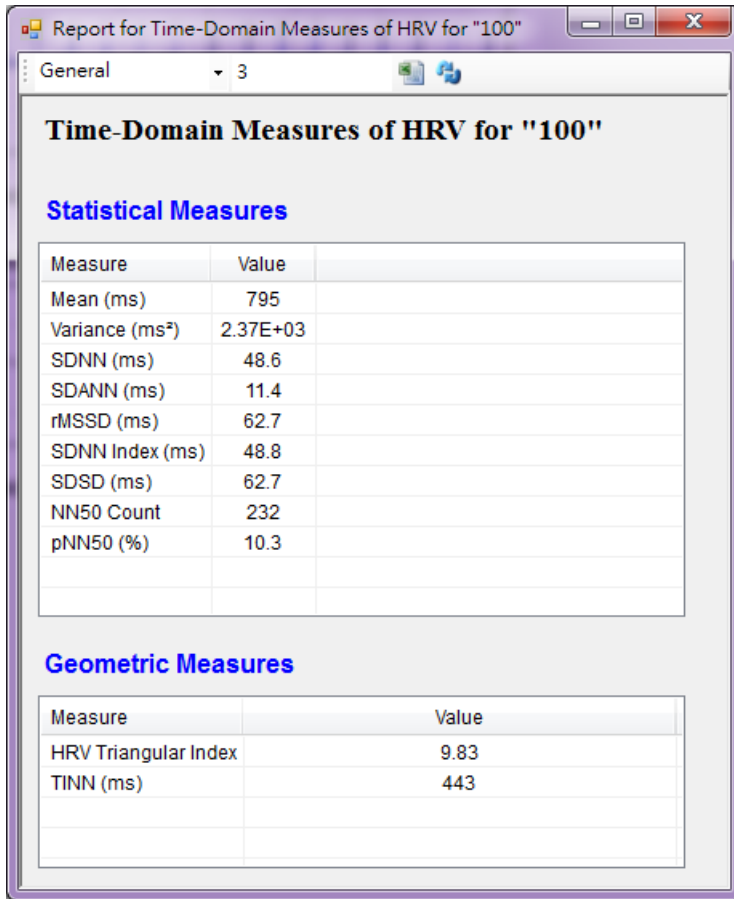 Report for Time-Domain Measures of HRV for "100"
General 3
Time-Domain Measures of HRV for "100"
Statistical Measures
Measure Value
Mean (ms) 795
Variance (ms²) 2.37E+03
SDNN (ms) 48.6
SDANN (ms) 11.4
rMSSD (ms) 62.7
SDNN Index (ms) 48.8
SDSD (ms) 62.7
NN50 Count 232
pNN50 (%) 10.3
Geometric Measures
Measure Value
HRV Triangular Index 9.83
TINN (ms) 443